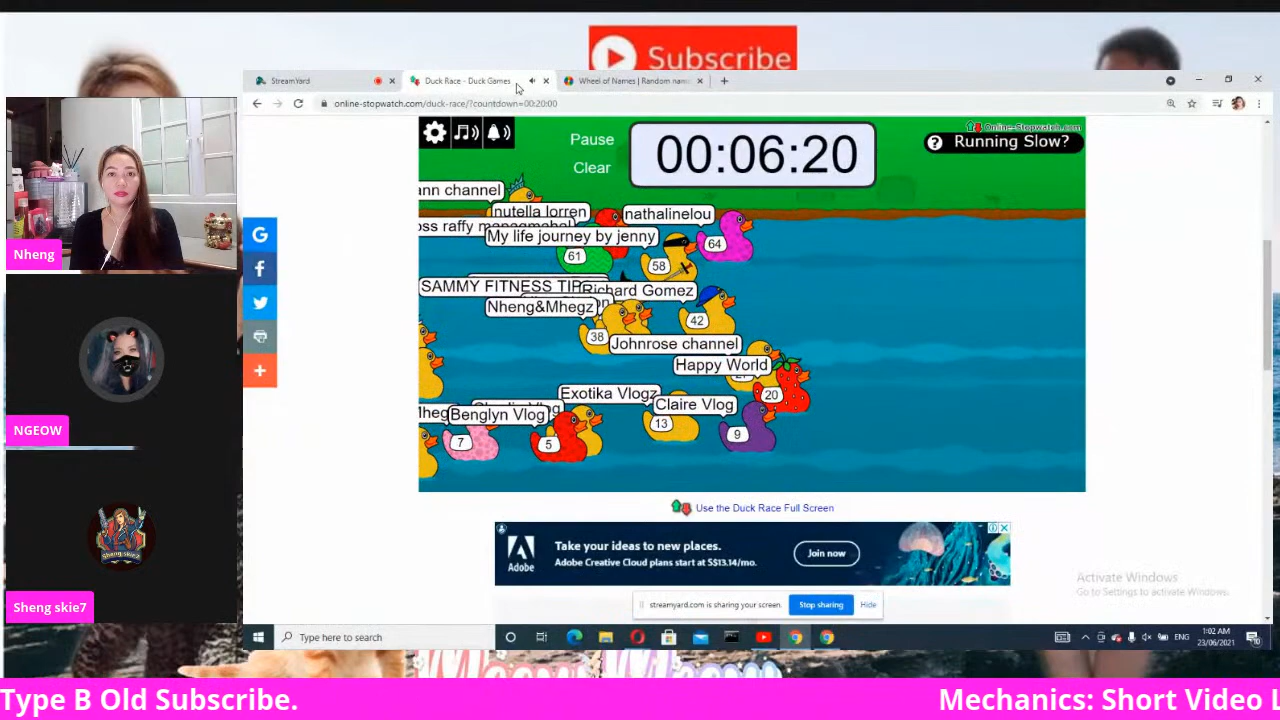 Subscribe
StreamYard
Duck Race - Duck Games
Wheel of Names | Random nam
online-stopwatch.com/duck-race/?countdown=00:20:00
Pause
Clear
00:06:20
Online-Stopwatch.com
? Running Slow?
ann channel
nutella lorren
nathalinelou
64
My life journey by jenny
61
58
SAMMY FITNESS TIP
Richard Gomez
Nheng&Mhegz
42
38
Johnrose channel
Happy World
20
Exotika Vlogz
Claire Vlog
Benglyn Vlog
13
9
7
5
Use the Duck Race Full Screen
Adobe
Take your ideas to new places.
Adobe Creative Cloud plans start at S$13.14/mo.
Join now
streamyard.com is sharing your screen.
Stop sharing
Hide
Activate Windows
Go to Settings to activate Windows.
Type here to search
ENG
1:02 AM
23/06/2021
Nheng
NGEOW
Sheng skie7
Type B Old Subscribe.
Mechanics: Short Video L